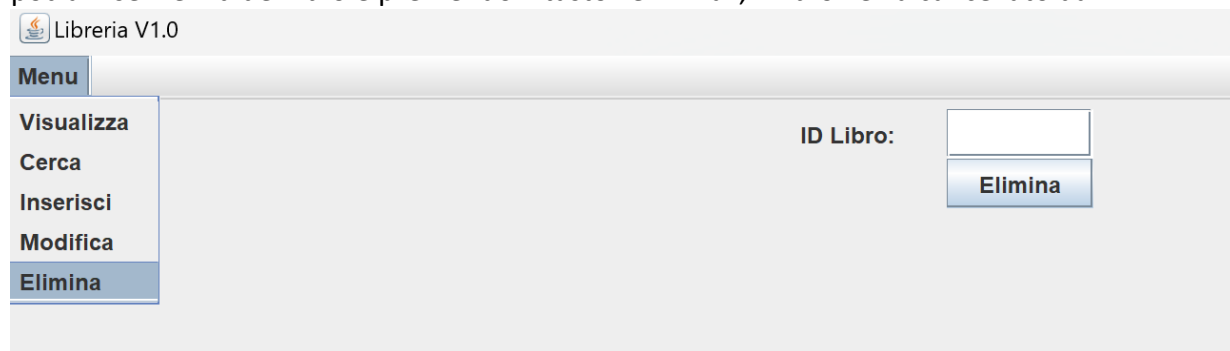 Libreria V1.0
Menu
Visualizza
Cerca
Inserisci
Modifica
Elimina
ID Libro:
Elimina